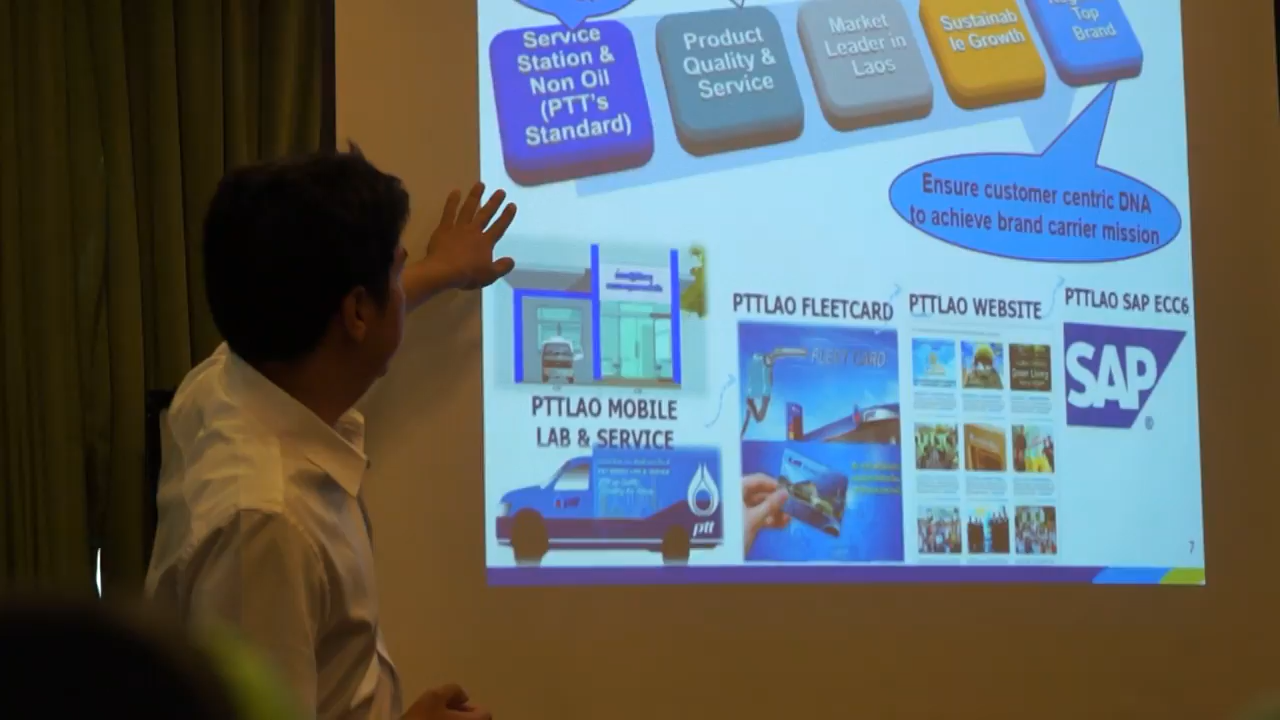 Service
Station &
Non Oil
(PTT's
Standard)
Product
Quality &
Service
Market
Leader in
Laos
Sustainab
le Growth
Top
Brand
Ensure customer centric DNA
to achieve brand carrier mission
PTTLAO MOBILE
LAB & SERVICE
ptt
PTTLAO FLEETCARD
FLEET CARD
PTTLAO WEBSITE
Green Living
PTTLAO SAP ECC6
SAP
®
7